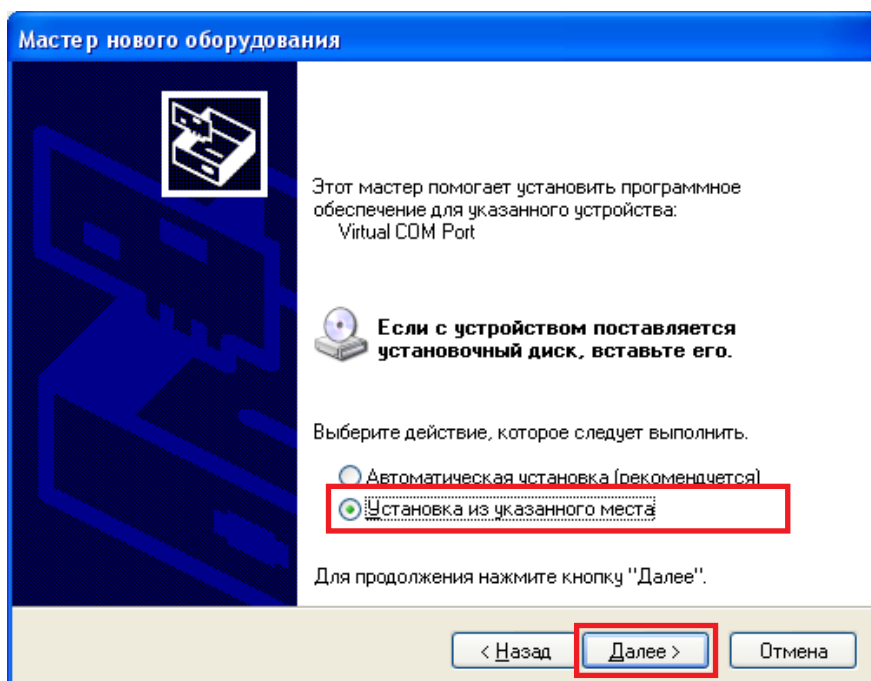 Мастер нового оборудования
Этот мастер помогает установить программное
обеспечение для указанного устройства:
Virtual COM Port
Если с устройством поставляется
установочный диск, вставьте его.
Выберите действие, которое следует выполнить.
Автоматическая установка (рекомендуется)
Установка из указанного места
Для продолжения нажмите кнопку "Далее".
< Назад
Далее >
Отмена